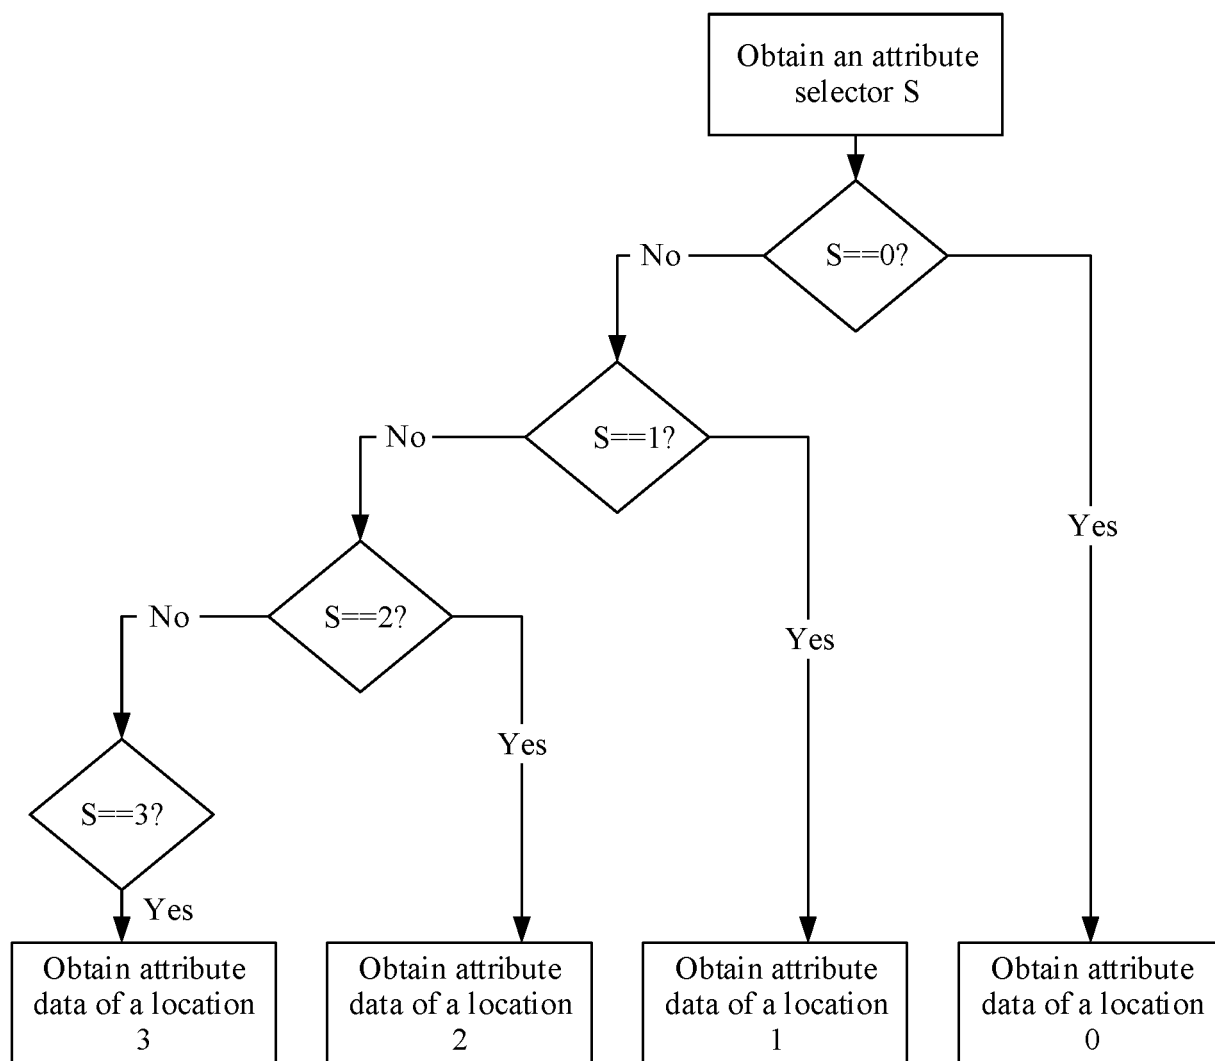 Obtain an attribute
selector S
S==0?
No
S==1?
No
Yes
S==2?
No
Yes
Yes
S==3?
Yes
Obtain attribute
data of a location
3
Obtain attribute
data of a location
2
Obtain attribute
data of a location
1
Obtain attribute
data of a location
0